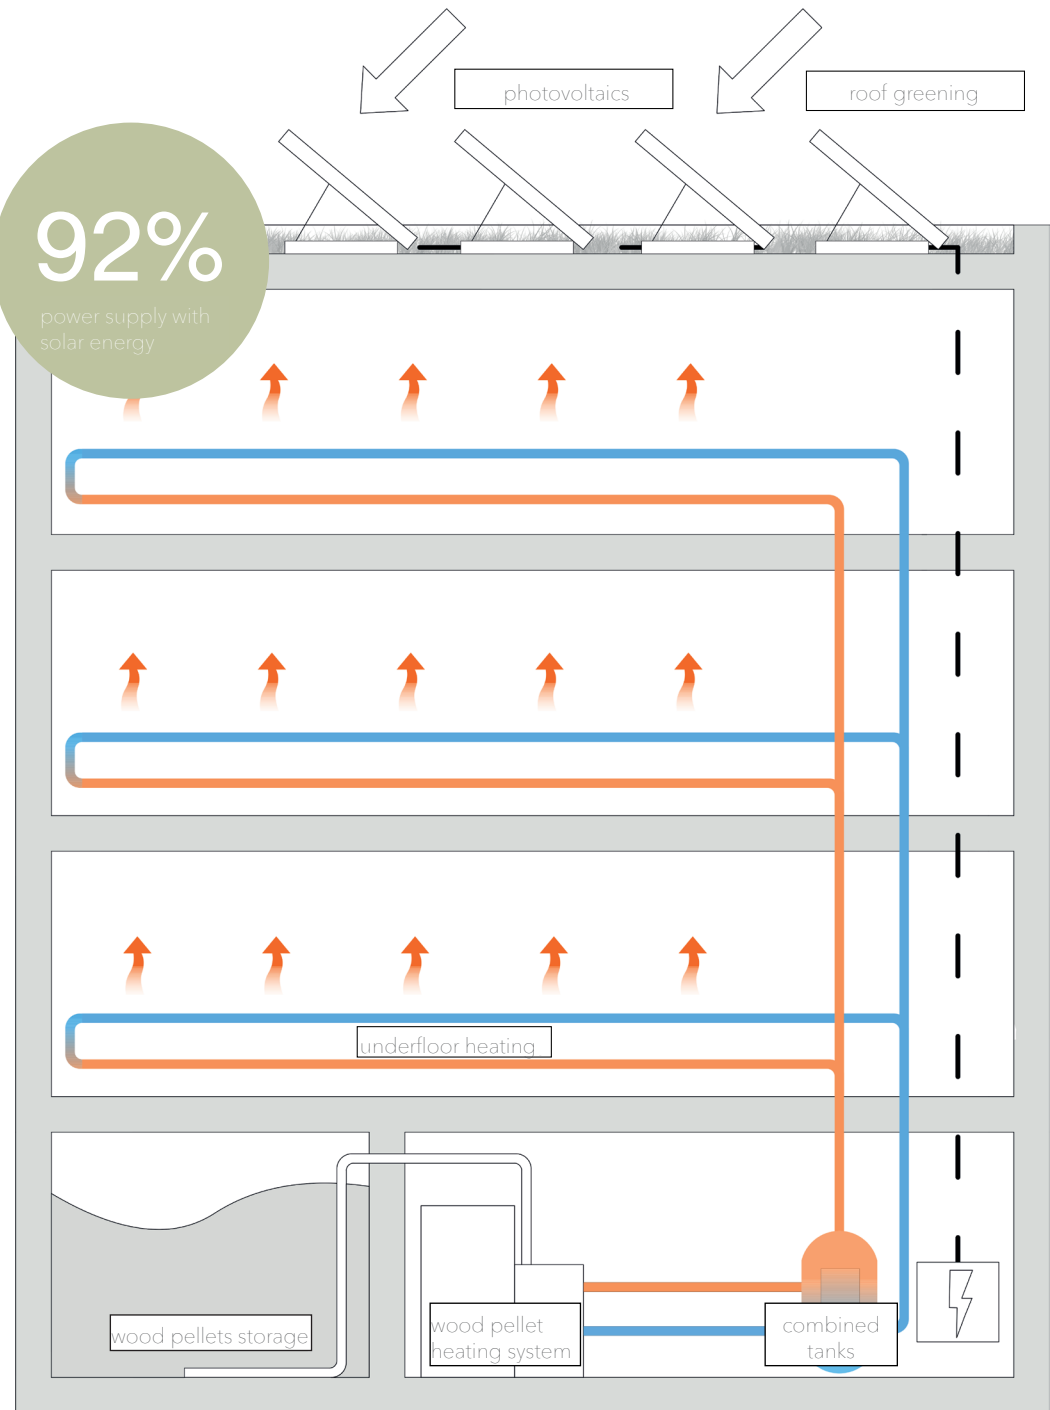 photovoltaics
roof greening
92%
power supply with
solar energy
underfloor heating
wood pellets storage
wood pellet
heating system
combined
tanks